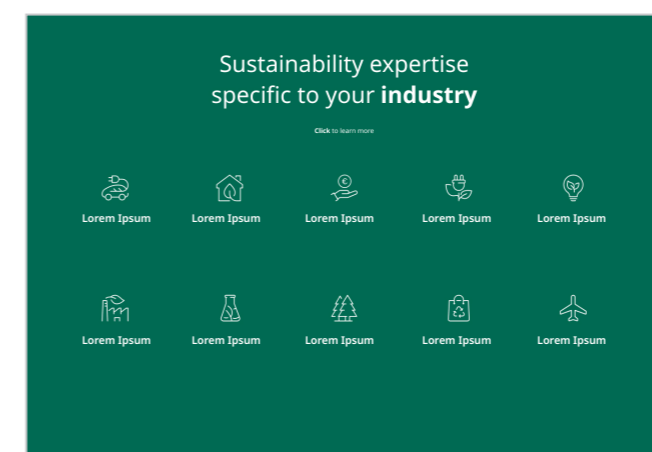 Sustainability expertise
specific to your industry
Click to learn more
€
Lorem Ipsum Lorem Ipsum Lorem Ipsum Lorem Ipsum Lorem Ipsum
Lorem Ipsum Lorem Ipsum Lorem Ipsum Lorem Ipsum Lorem Ipsum